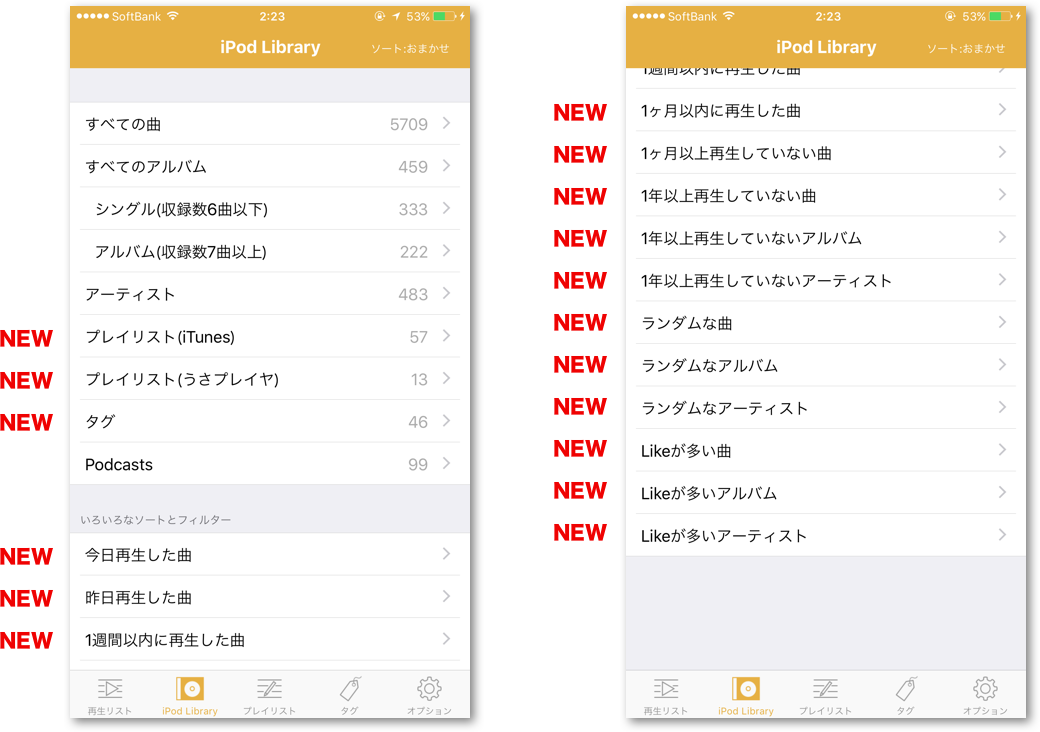 ●●●●● SoftBank 2:23 53%
iPod Library ソート:おまかせ
すべての曲 5709
すべてのアルバム 459
シングル(収録数6曲以下) 333
アルバム(収録数7曲以上) 222
アーティスト 483
NEW プレイリスト(iTunes) 57
NEW プレイリスト(うさプレイヤ) 13
NEW タグ 46
Podcasts 99
いろいろなソートとフィルター
NEW 今日再生した曲
NEW 昨日再生した曲
NEW 1週間以内に再生した曲
再生リスト iPod Library プレイリスト タグ オプション
●●●●● SoftBank 2:23 53%
iPod Library ソート:おまかせ
1週間以内に再生した曲
NEW 1ヶ月以内に再生した曲
NEW 1ヶ月以上再生していない曲
NEW 1年以上再生していない曲
NEW 1年以上再生していないアルバム
NEW 1年以上再生していないアーティスト
NEW ランダムな曲
NEW ランダムなアルバム
NEW ランダムなアーティスト
NEW Likeが多い曲
NEW Likeが多いアルバム
NEW Likeが多いアーティスト
再生リスト iPod Library プレイリスト タグ オプション